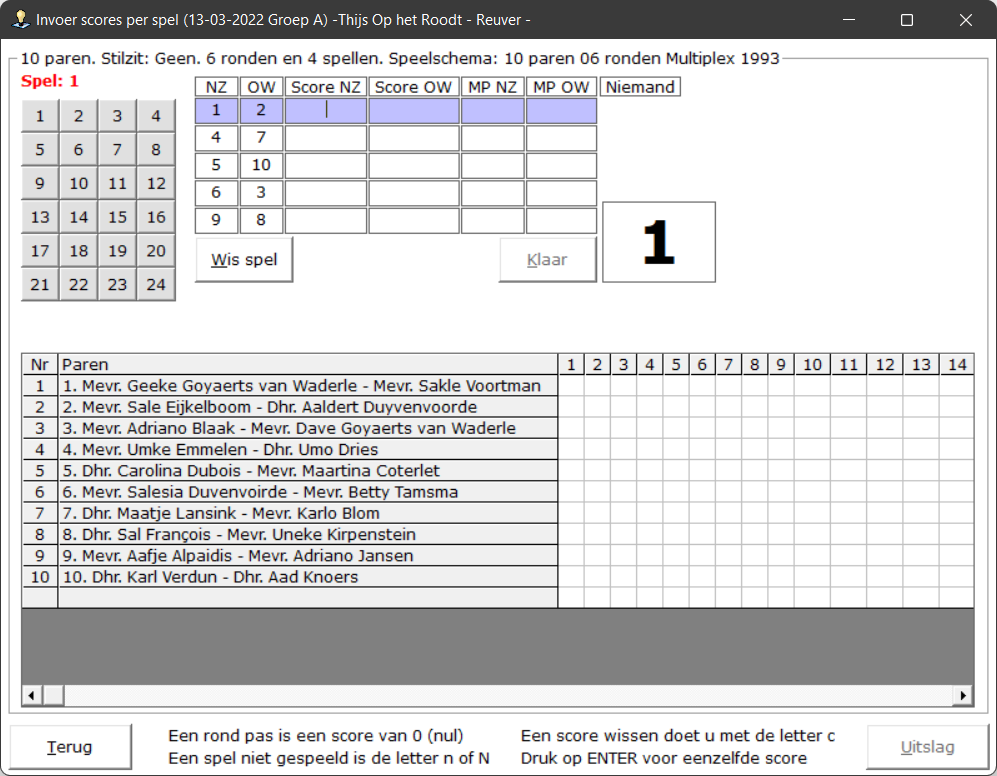 Invoer scores per spel (13-03-2022 Groep A) -Thijs Op het Roodt - Reuver -
10 paren. Stilzit: Geen. 6 ronden en 4 spellen. Speelschema: 10 paren 06 ronden Multiplex 1993
Spel: 1
1 2 3 4
5 6 7 8
9 10 11 12
13 14 15 16
17 18 19 20
21 22 23 24
NZ OW Score NZ Score OW MP NZ MP OW Niemand
1 2
4 7
5 10
6 3
9 8
Wis spel Klaar
1
Nr Paren 1 2 3 4 5 6 7 8 9 10 11 12 13 14
1 1. Mevr. Geeke Goyaerts van Waderle - Mevr. Sakle Voortman
2 2. Mevr. Sale Eijkelboom - Dhr. Aaldert Duyvenvoorde
3 3. Mevr. Adriano Blaak - Mevr. Dave Goyaerts van Waderle
4 4. Mevr. Umke Emmelen - Dhr. Umo Dries
5 5. Dhr. Carolina Dubois - Mevr. Maartina Coterlet
6 6. Mevr. Salesia Duvenvoirde - Mevr. Betty Tamsma
7 7. Dhr. Maatje Lansink - Mevr. Karlo Blom
8 8. Dhr. Sal François - Mevr. Uneke Kirpenstein
9 9. Mevr. Aafje Alpaidis - Mevr. Adriano Jansen
10 10. Dhr. Karl Verdun - Dhr. Aad Knoers
Terug
Een rond pas is een score van 0 (nul)
Een spel niet gespeeld is de letter n of N
Een score wissen doet u met de letter c
Druk op ENTER voor eenzelfde score
Uitslag